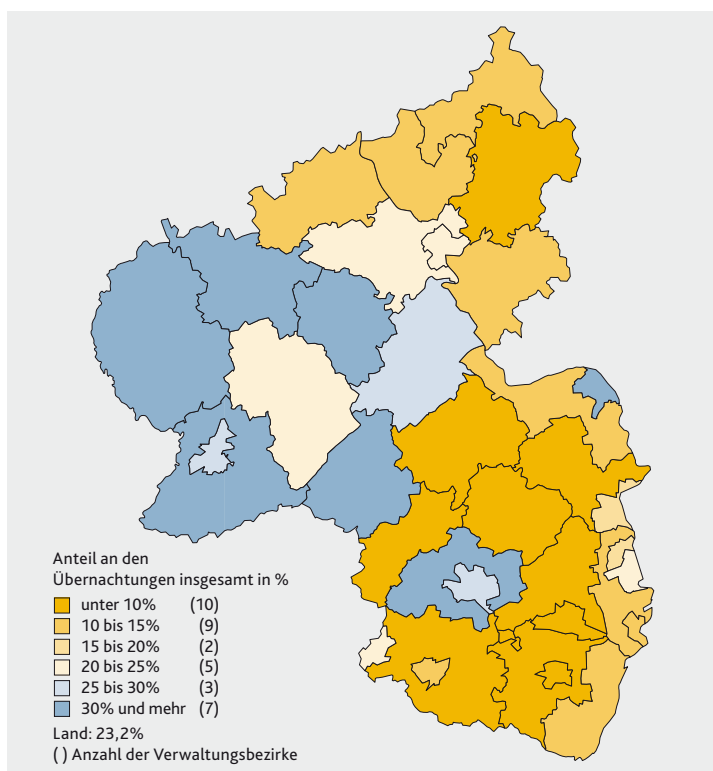 Anteil an den
Übernachtungen insgesamt in %
unter 10% (10)
10 bis 15% (9)
15 bis 20% (2)
20 bis 25% (5)
25 bis 30% (3)
30% und mehr (7)
Land: 23,2%
( ) Anzahl der Verwaltungsbezirke